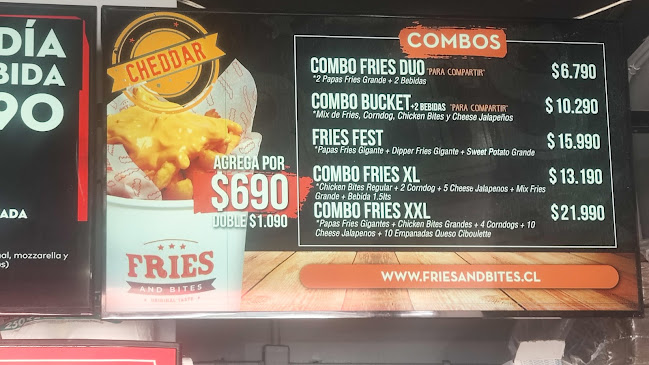 DÍA
BIDA
90
ADA
al, mozzarella y
CHEDDAR
AGREGA POR
$690
DOBLE $1.090
FRIES
AND BITES
ORIGINAL TASTE
COMBOS
COMBO FRIES DUO "PARA COMPARTIR" $6.790
*2 Papas Fries Grande + 2 Bebidas
COMBO BUCKET+2 BEBIDAS "PARA COMPARTIR" $10.290
*Mix de Fries, Corndog, Chicken Bites y Cheese Jalapeños
FRIES FEST $15.990
*Papas Fries Gigante + Dipper Fries Gigante + Sweet Potato Grande
COMBO FRIES XL $13.190
*Chicken Bites Regular + 2 Corndog + 5 Cheese Jalapenos + Mix Fries
Grande + Bebida 1.5lts
COMBO FRIES XXL $21.990
*Papas Fries Gigantes + Chicken Bites Grandes + 4 Corndogs + 10
Cheese Jalapenos + 10 Empanadas Queso Ciboulette
WWW.FRIESANDBITES.CL